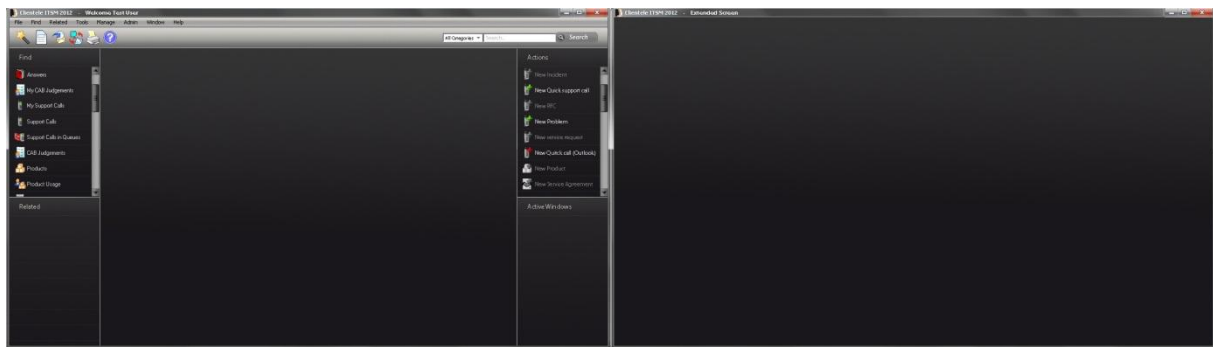 Clientele ITSM 2012 - Welcome Test User
File Find Related Tools Manage Admin Window Help
All Categories Search... Search
Find
Answers
My CAB Judgements
My Support Calls
Support Calls
Support Calls in Queues
CAB Judgements
Products
Product Usage
Related
Actions
New Incident
New Quick support call
New RFC
New Problem
New service request
New Quick call (Outlook)
New Product
New Service Agreement
Active Windows
Clientele ITSM 2012 - Extended Screen